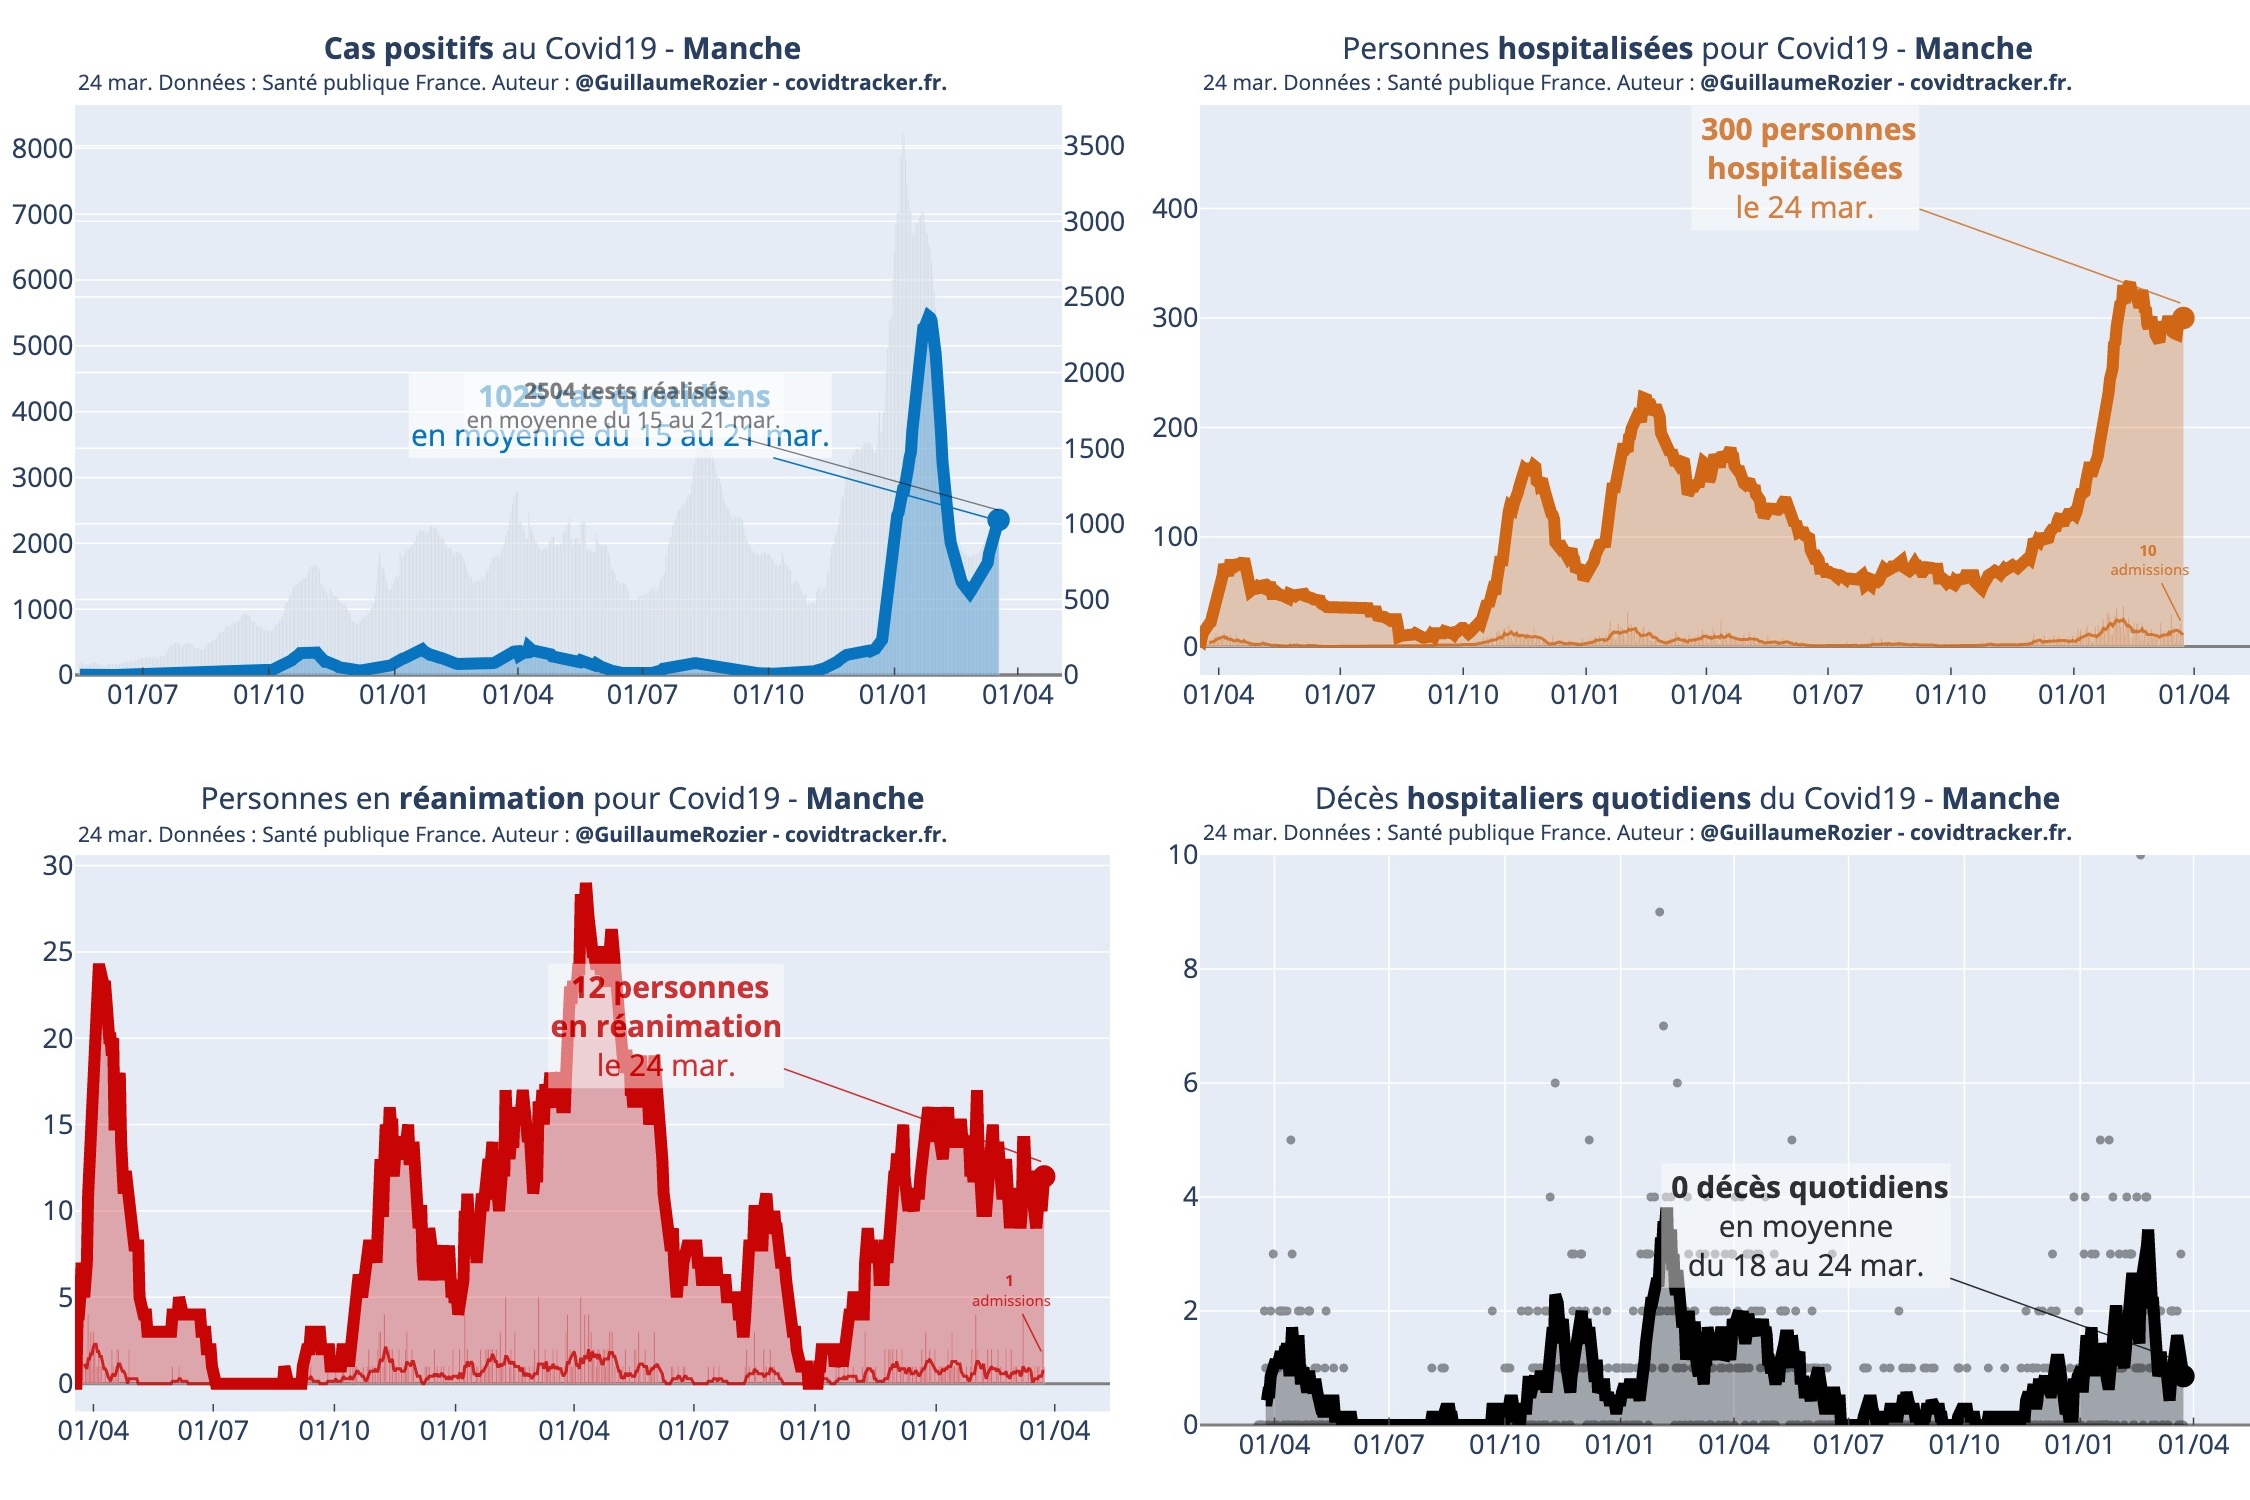 Cas positifs au Covid19 - Manche
24 mar. Données : Santé publique France. Auteur : @GuillaumeRozier - covidtracker.fr.
8000
7000
6000
5000
4000
3000
2000
1000
0
3500
3000
2500
2000
1500
1000
500
0
1025 cas quotidiens
en moyenne du 15 au 21 mar.
2504 tests réalisés
en moyenne du 15 au 21 mar.
01/07 01/10 01/01 01/04 01/07 01/10 01/01 01/04
Personnes hospitalisées pour Covid19 - Manche
24 mar. Données : Santé publique France. Auteur : @GuillaumeRozier - covidtracker.fr.
300 personnes
hospitalisées
le 24 mar.
400
300
200
100
0
10
admissions
01/04 01/07 01/10 01/01 01/04 01/07 01/10 01/01 01/04
Personnes en réanimation pour Covid19 - Manche
24 mar. Données : Santé publique France. Auteur : @GuillaumeRozier - covidtracker.fr.
30
25
20
15
10
5
0
12 personnes
en réanimation
le 24 mar.
1
admissions
01/04 01/07 01/10 01/01 01/04 01/07 01/10 01/01 01/04
Décès hospitaliers quotidiens du Covid19 - Manche
24 mar. Données : Santé publique France. Auteur : @GuillaumeRozier - covidtracker.fr.
10
8
6
4
2
0
0 décès quotidiens
en moyenne
du 18 au 24 mar.
01/04 01/07 01/10 01/01 01/04 01/07 01/10 01/01 01/04